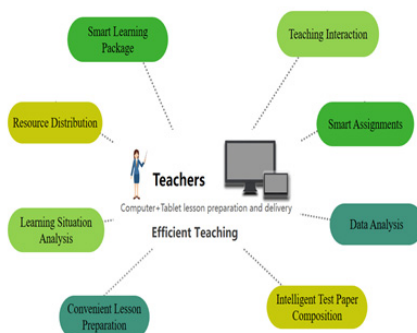 Smart Learning
Package
Teaching Interaction
Resource Distribution
Smart Assignments
Teachers
Computer+Tablet lesson preparation and delivery
Efficient Teaching
Learning Situation
Analysis
Data Analysis
Convenient Lesson
Preparation
Intelligent Test Paper
Composition